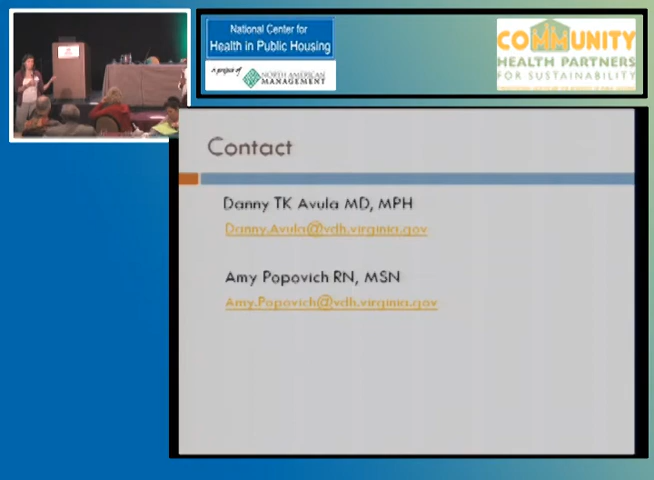 National Center for
Health in Public Housing
a project of
NORTH AMERICAN
MANAGEMENT
COMMUNITY
HEALTH PARTNERS
FOR SUSTAINABILITY
Contact
Danny TK Avula MD, MPH
Danny.Avula@vdh.virginia.gov
Amy Popovich RN, MSN
Amy.Popovich@vdh.virginia.gov